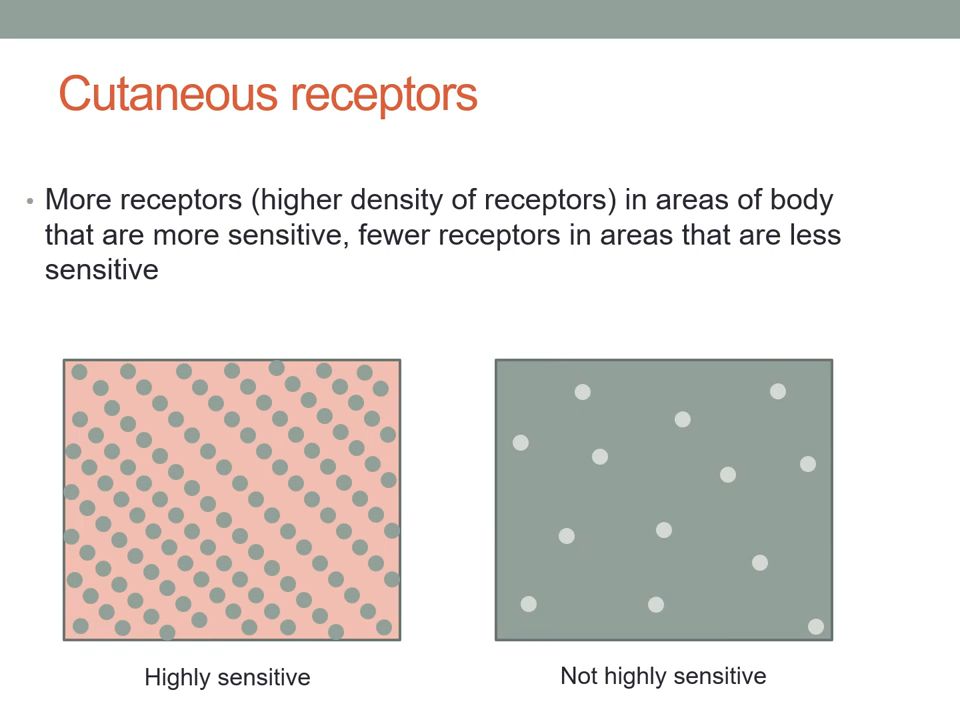 Cutaneous receptors
• More receptors (higher density of receptors) in areas of body
that are more sensitive, fewer receptors in areas that are less
sensitive
Highly sensitive
Not highly sensitive